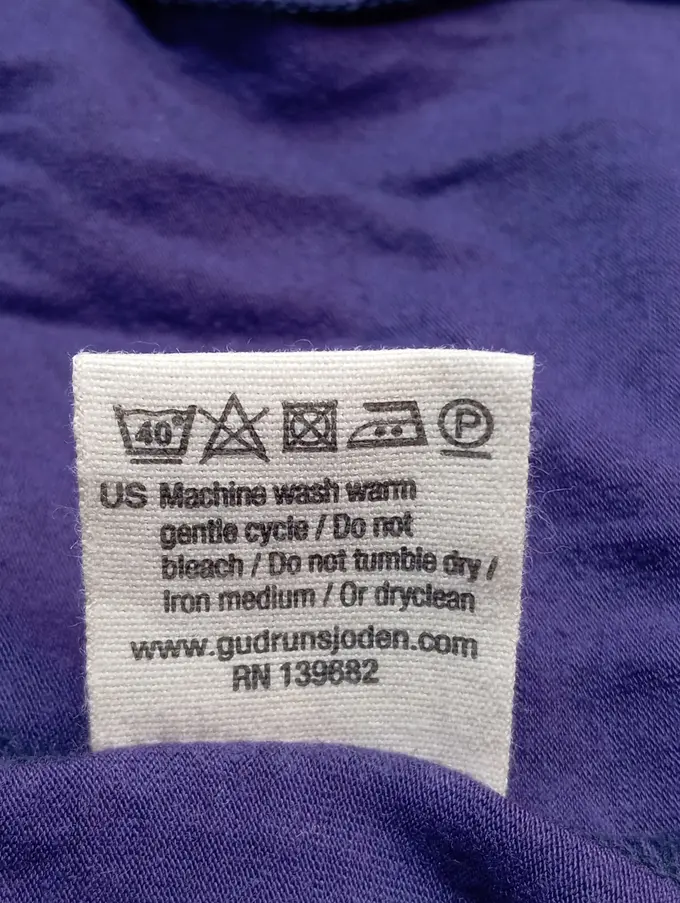 40°
P
US Machine wash warm
gentle cycle / Do not
bleach / Do not tumble dry /
Iron medium / Or dryclean
www.gudrunsjoden.com
RN 139682